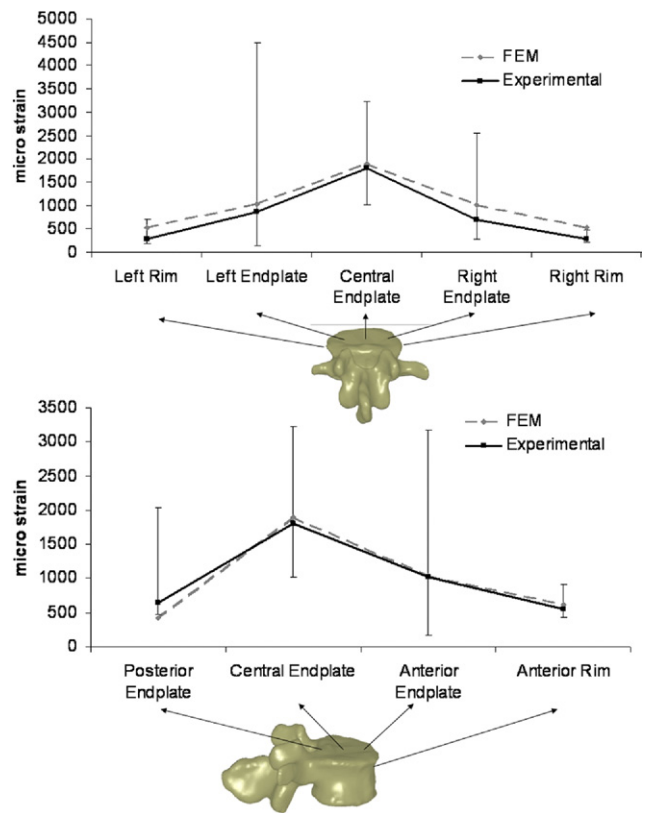 5000
4500
4000
3500
3000
2500
2000
1500
1000
500
0
micro strain
FEM
Experimental
Left Rim Left Endplate Central Endplate Right Endplate Right Rim
3500
3000
2500
2000
1500
1000
500
0
micro strain
FEM
Experimental
Posterior Endplate Central Endplate Anterior Endplate Anterior Rim